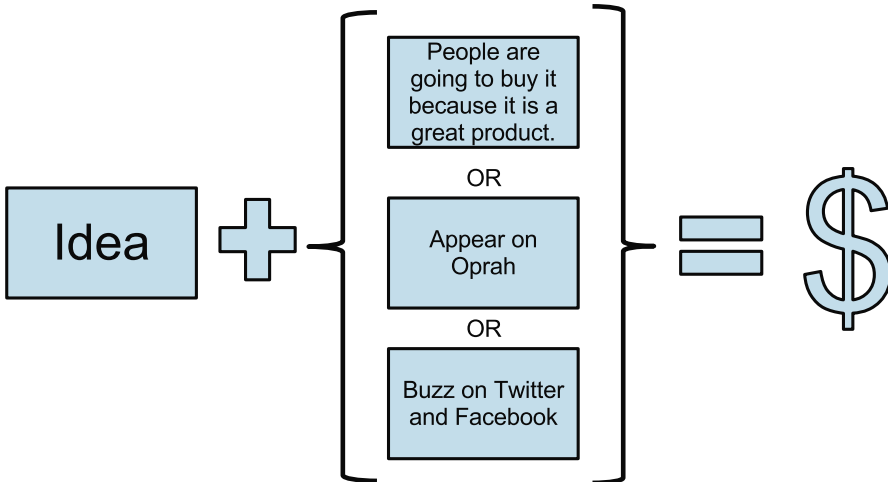 People are
going to buy it
because it is a
great product.
OR
Idea
Appear on
Oprah
OR
Buzz on Twitter
and Facebook
$